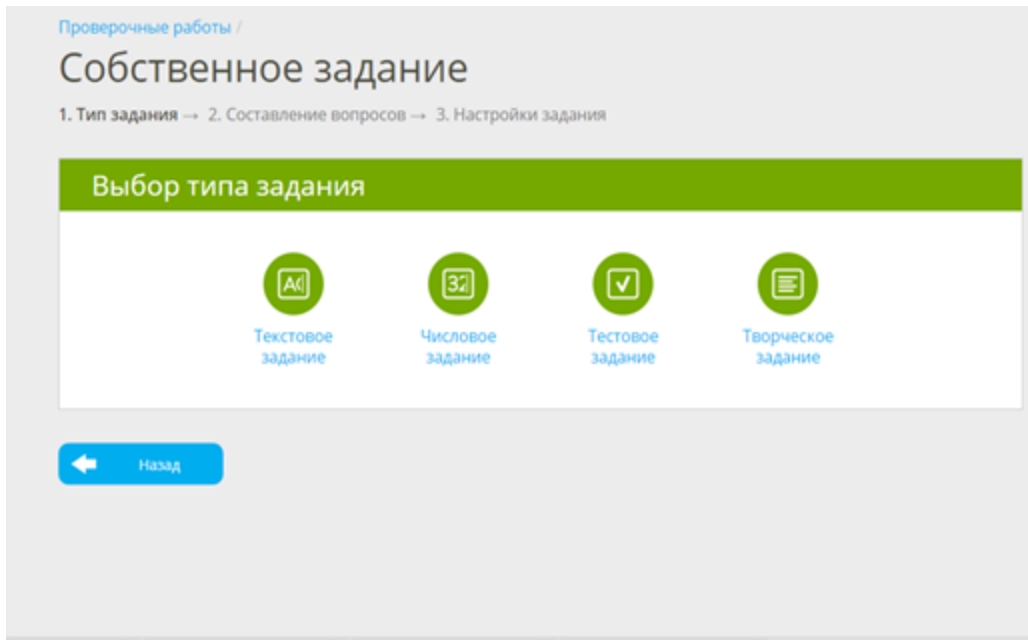 Проверочные работы /
Собственное задание
1. Тип задания → 2. Составление вопросов → 3. Настройки задания
Выбор типа задания
Текстовое задание
Числовое задание
Тестовое задание
Творческое задание
Назад